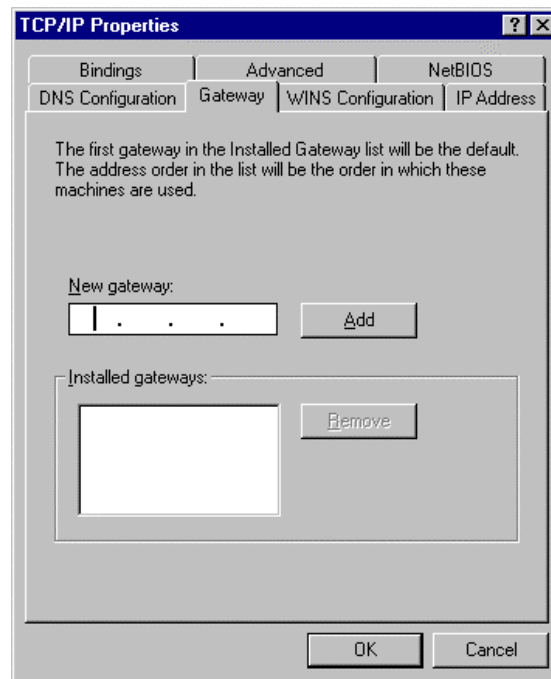 TCP/IP Properties
Bindings Advanced NetBIOS
DNS Configuration Gateway WINS Configuration IP Address
The first gateway in the Installed Gateway list will be the default.
The address order in the list will be the order in which these
machines are used.
New gateway:
. . .
Add
Installed gateways:
Remove
OK Cancel